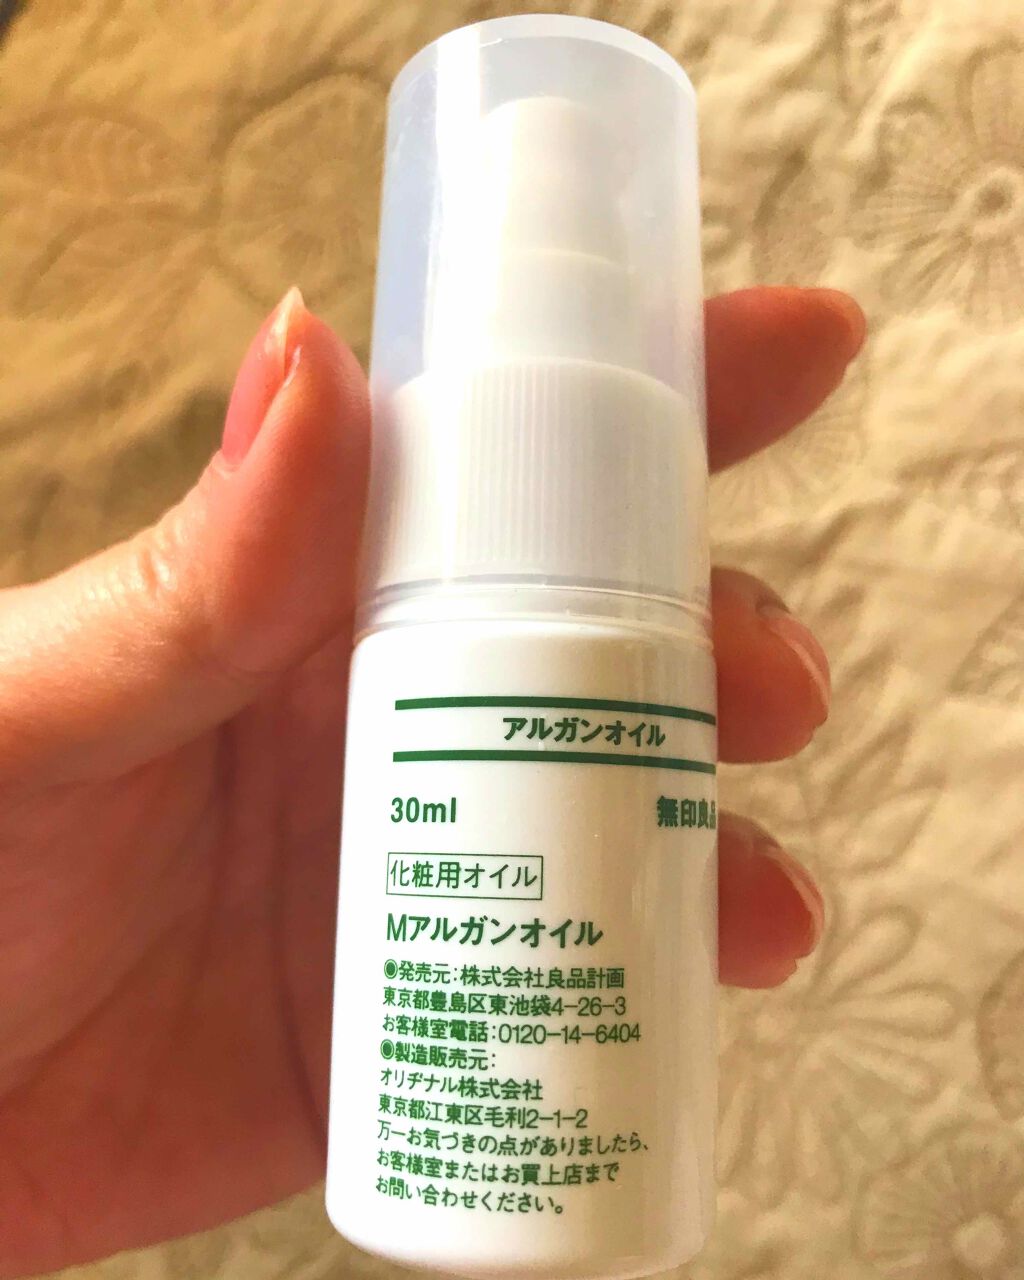 アルガンオイル
30ml 無印良品
化粧用オイル
Mアルガンオイル
◉発売元：株式会社良品計画
東京都豊島区東池袋4-26-3
お客様室電話：0120-14-6404
◉製造販売元：
オリヂナル株式会社
東京都江東区毛利2-1-2
万一お気づきの点がありましたら、
お客様室またはお買上店まで
お問い合わせください。